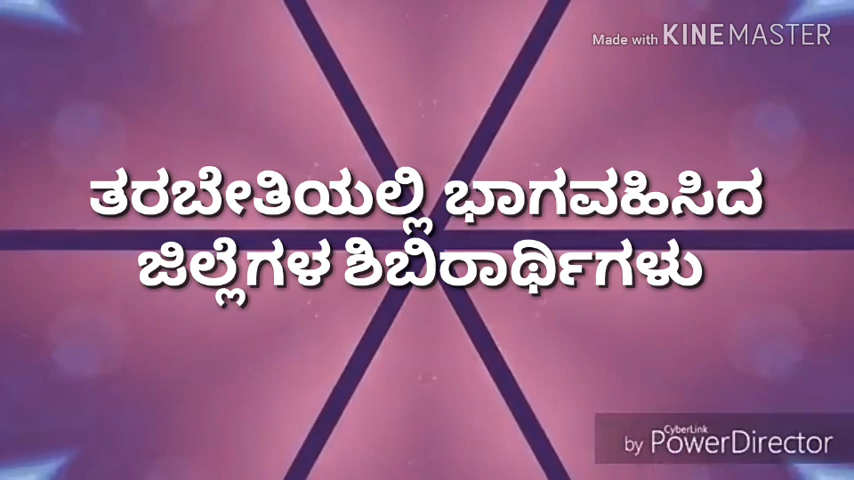 Made with KINEMASTER
ತರಬೇತಿಯಲ್ಲಿ ಭಾಗವಹಿಸಿದ
ಜಿಲ್ಲೆಗಳ ಶಿಬಿರಾರ್ಥಿಗಳು
CyberLink
by PowerDirector